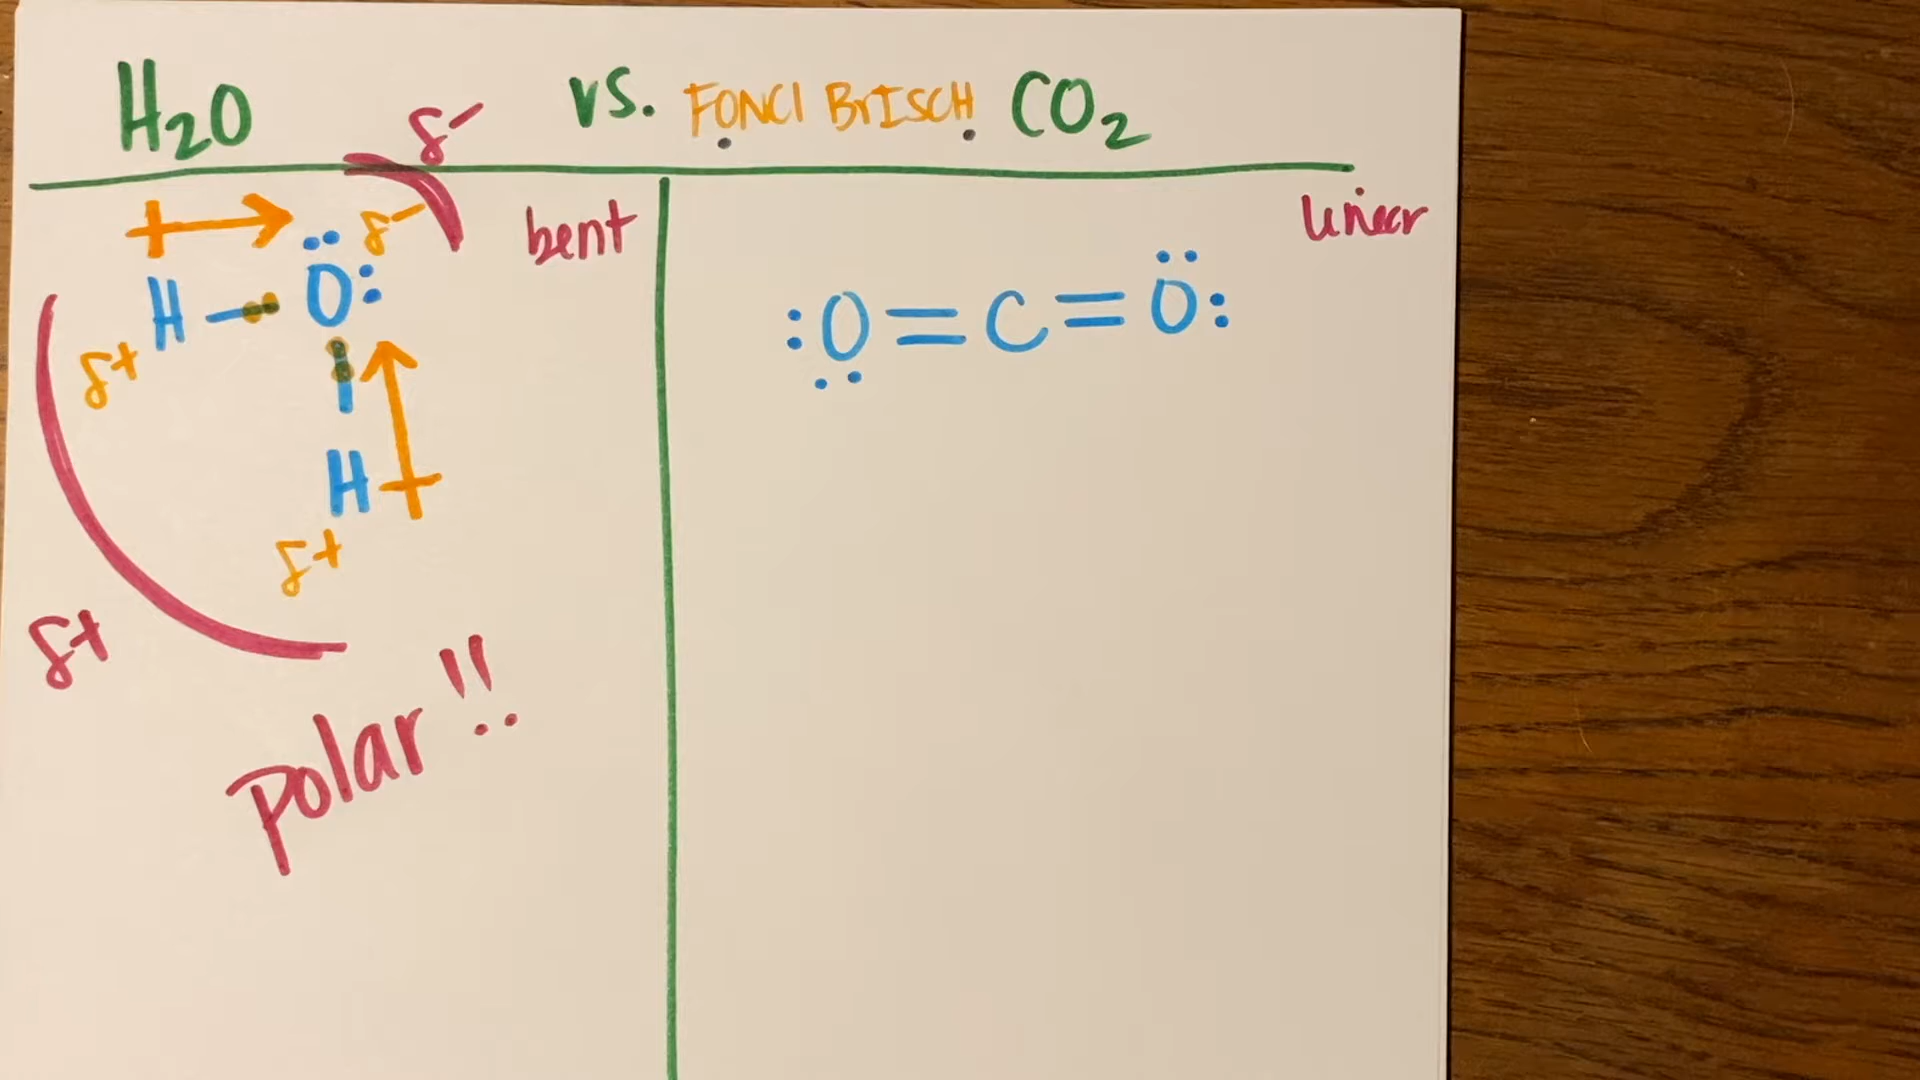 H₂O vs. FONCl BrISCH CO₂
δ-
δ-
bent
linear
H - O
:O=C=O:
δ+
H
δ+
δ+
polar!!